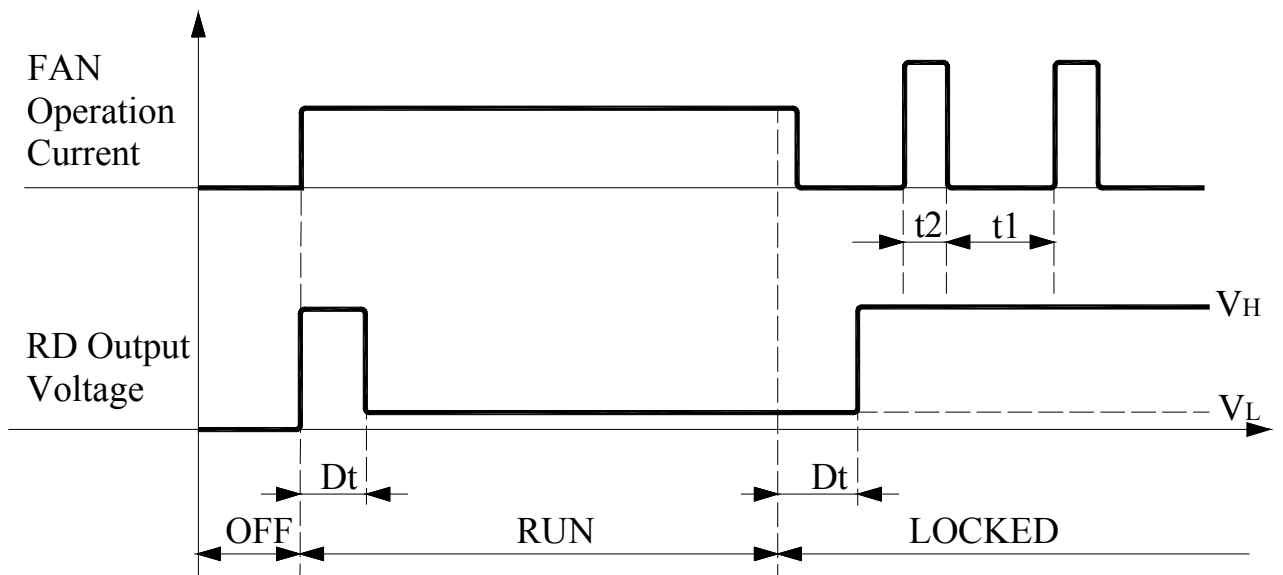 FAN
Operation
Current
t2
t1
VH
RD Output
Voltage
VL
Dt
Dt
OFF
RUN
LOCKED